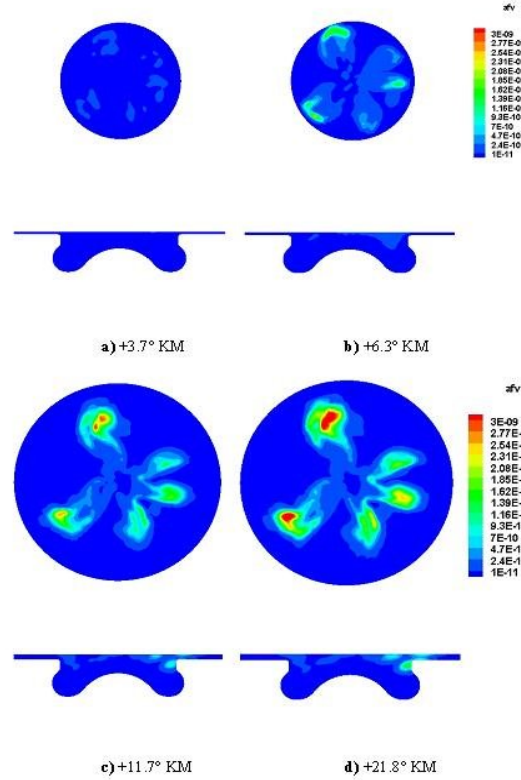 afv
3E-09
2.77E-0
2.54E-0
2.31E-0
2.08E-0
1.85E-0
1.62E-0
1.39E-0
1.16E-0
9.3E-10
7E-10
4.7E-10
2.4E-10
1E-11
a) +3.7° KM
b) +6.3° KM
afv
3E-09
2.77E-
2.54E-
2.31E-
2.08E-
1.85E-
1.62E-
1.39E-
1.16E-
9.3E-1
7E-10
4.7E-1
2.4E-1
1E-11
c) +11.7° KM
d) +21.8° KM